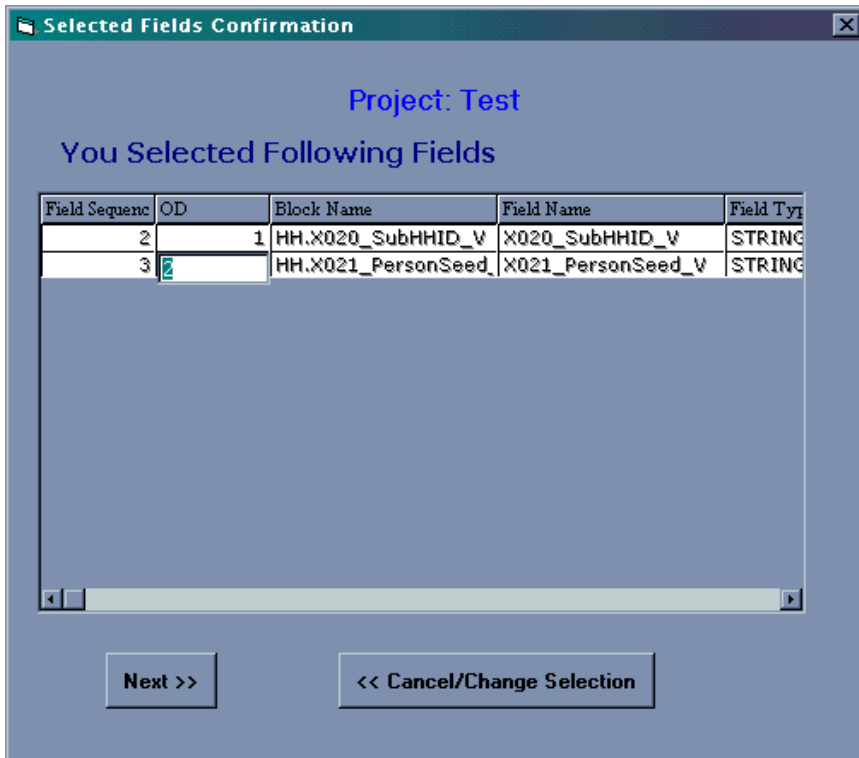 Selected Fields Confirmation
Project: Test
You Selected Following Fields
Field Sequenc OD Block Name Field Name Field Typ
2 1 HH.X020_SubHHID_V X020_SubHHID_V STRING
3 2 HH.X021_PersonSeed_ X021_PersonSeed_V STRING
Next >> << Cancel/Change Selection